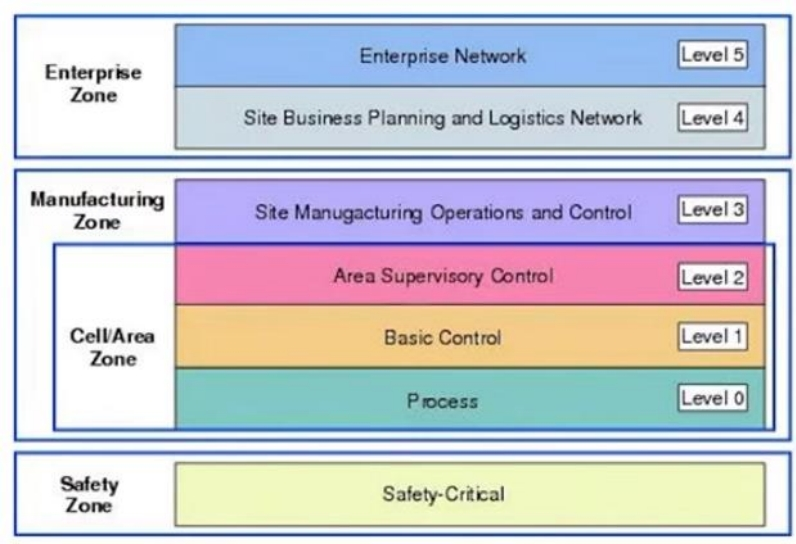 Enterprise
Zone
Enterprise Network
Level 5
Site Business Planning and Logistics Network
Level 4
Manufacturing
Zone
Site Manugacturing Operations and Control
Level 3
Cell/Area
Zone
Area Supervisory Control
Level 2
Basic Control
Level 1
Process
Level 0
Safety
Zone
Safety-Critical